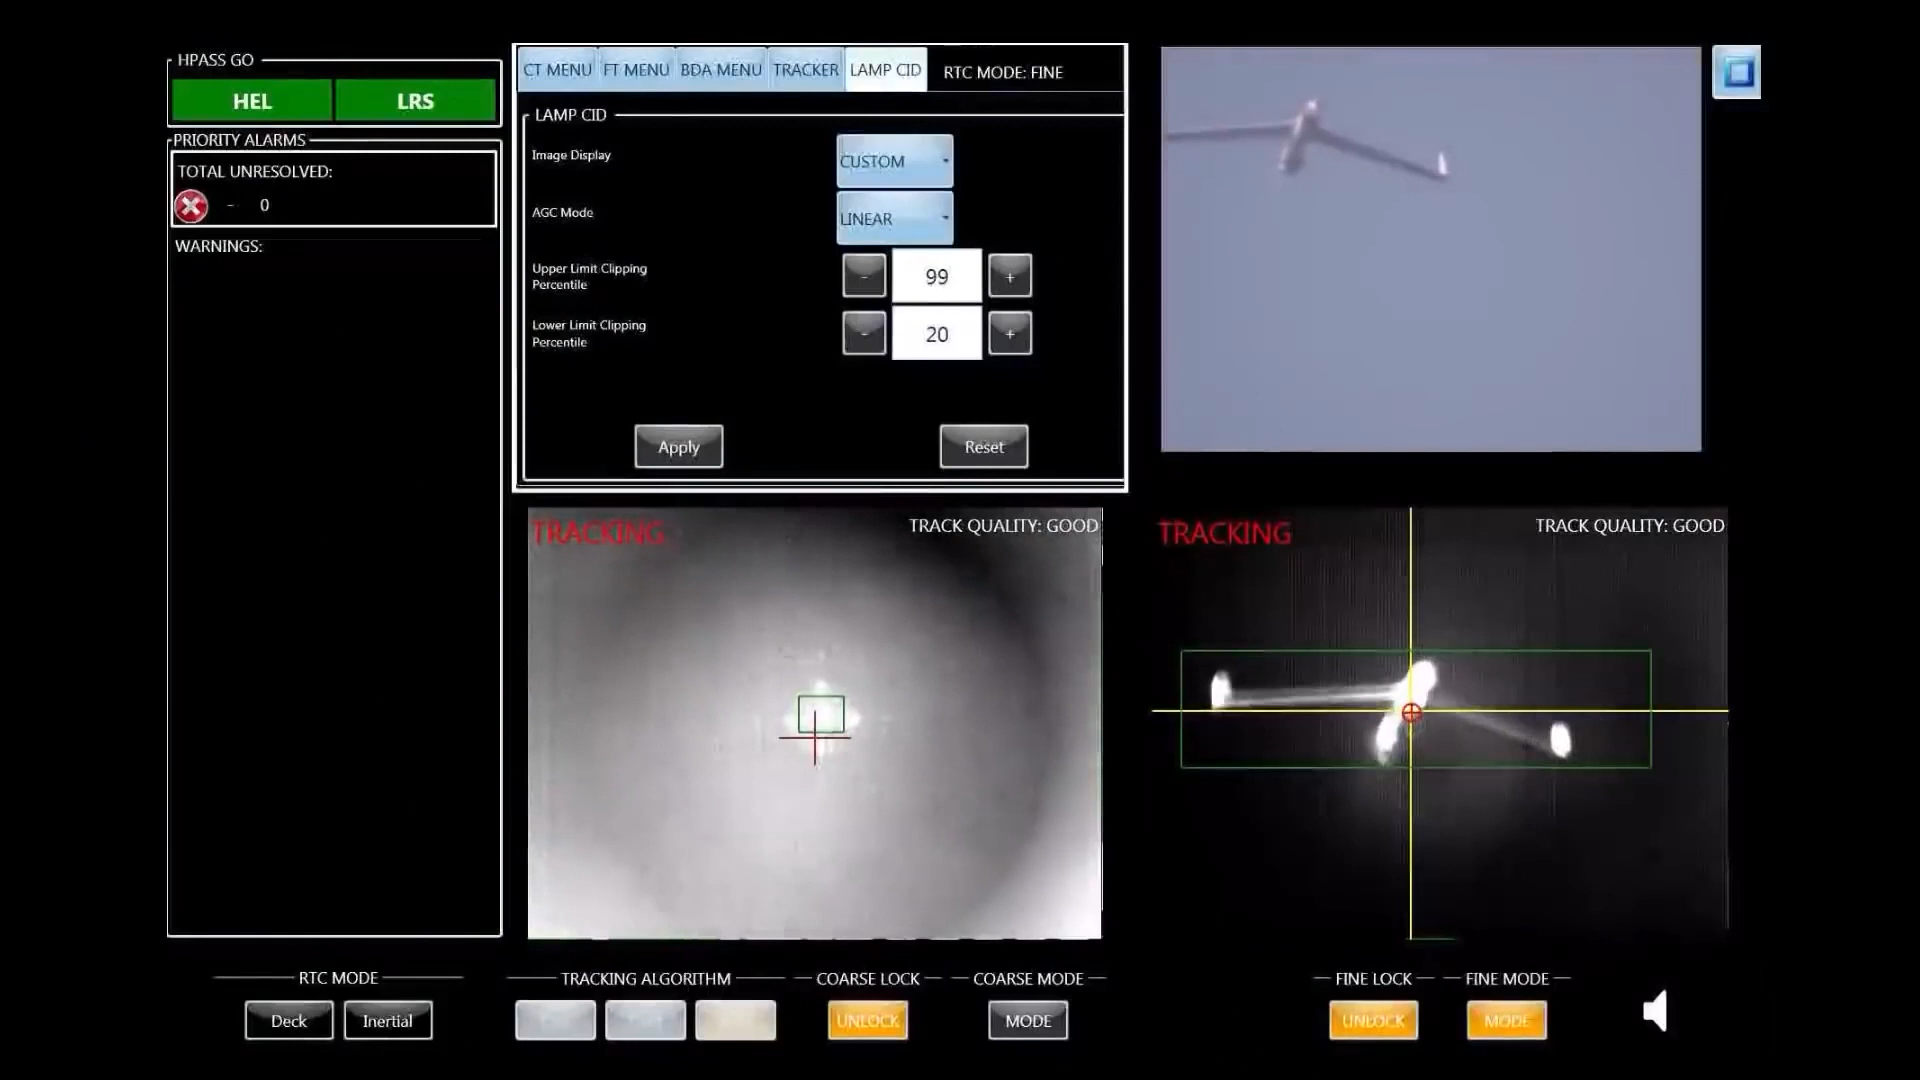 HPASS GO
HEL
LRS
PRIORITY ALARMS
TOTAL UNRESOLVED:
- 0
WARNINGS:
CT MENU
FT MENU
BDA MENU
TRACKER
LAMP CID
RTC MODE: FINE
LAMP CID
Image Display
CUSTOM
AGC Mode
LINEAR
Upper Limit Clipping
Percentile
- 99 +
Lower Limit Clipping
Percentile
- 20 +
Apply
Reset
TRACKING
TRACK QUALITY: GOOD
TRACKING
TRACK QUALITY: GOOD
RTC MODE
Deck
Inertial
TRACKING ALGORITHM
COARSE LOCK
UNLOCK
COARSE MODE
MODE
FINE LOCK
UNLOCK
FINE MODE
MODE